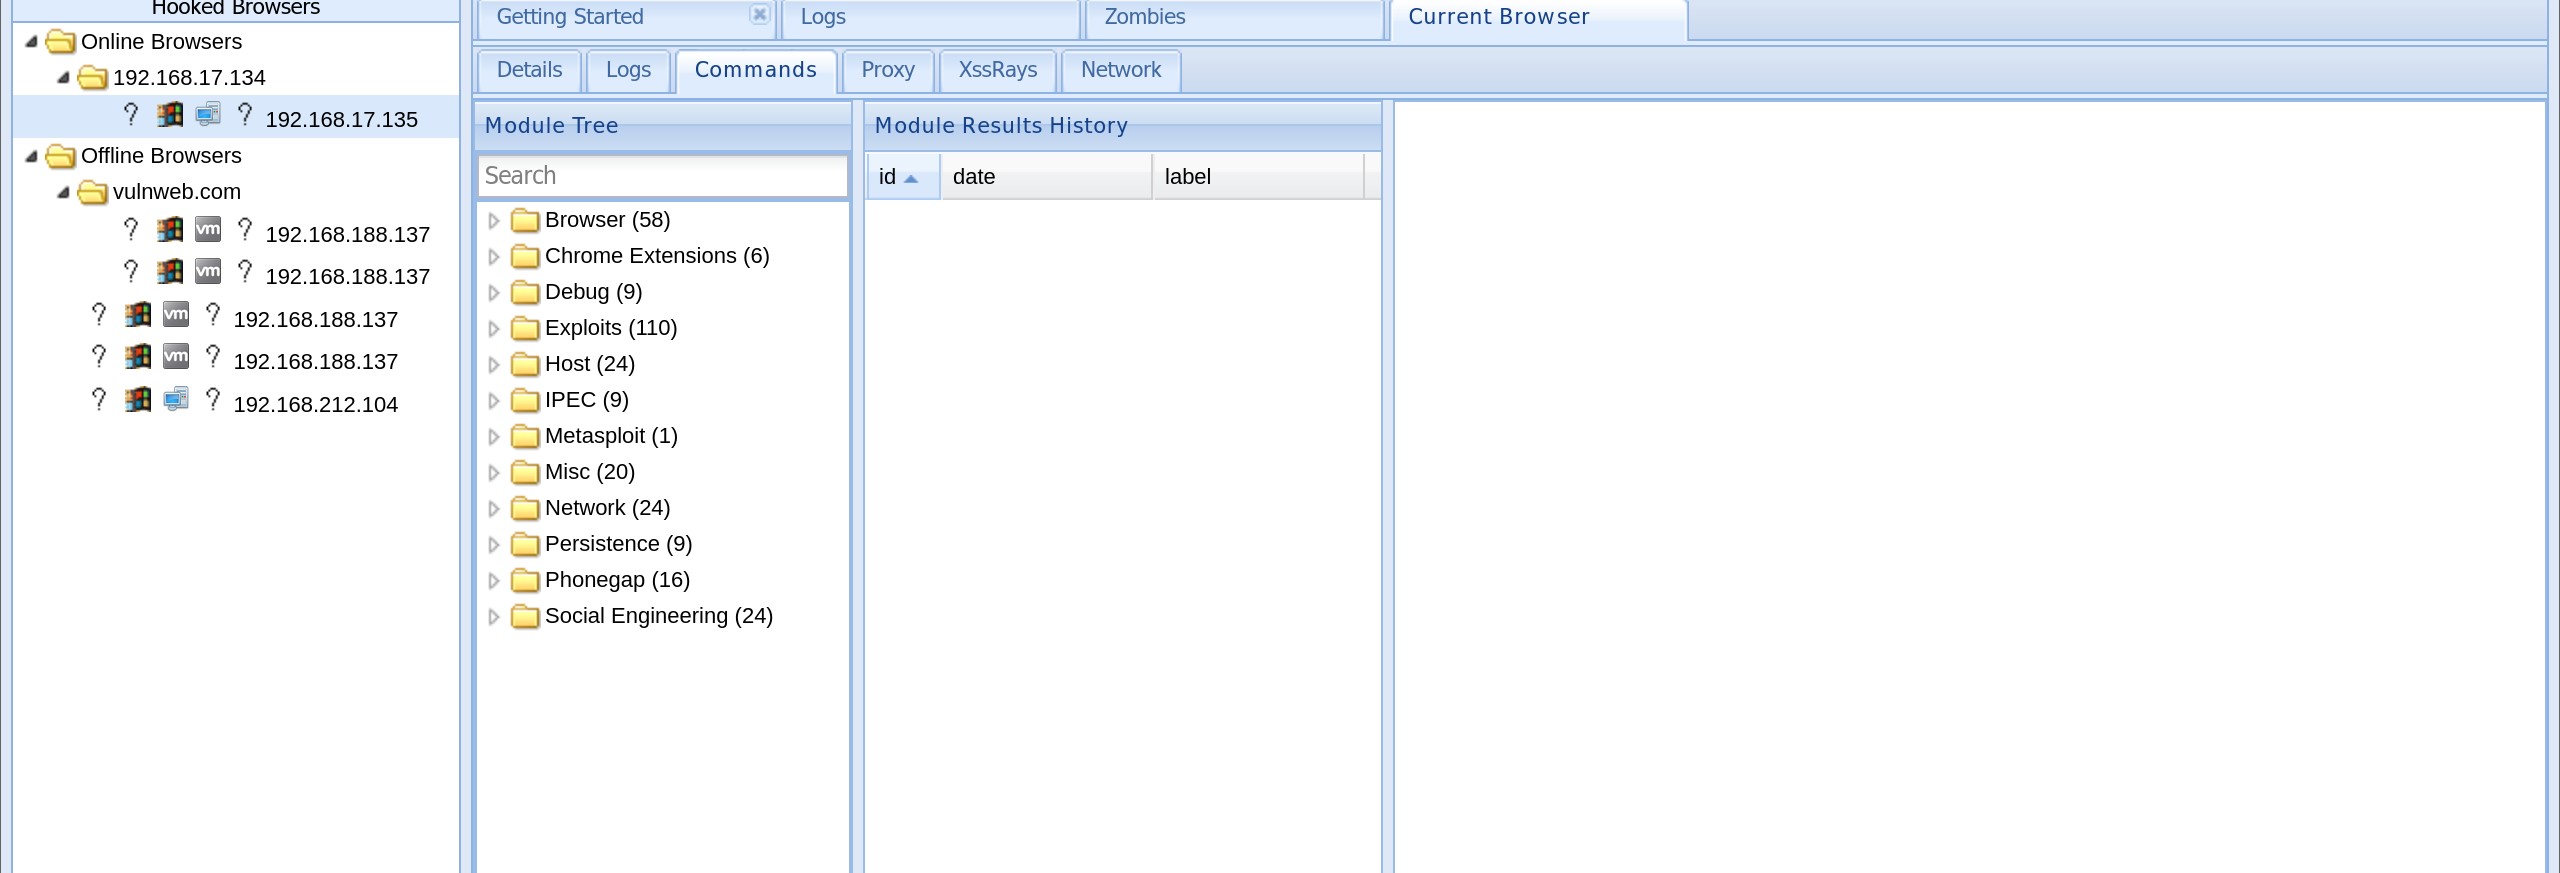 Hooked Browsers
Online Browsers
192.168.17.134
? ? 192.168.17.135
Offline Browsers
vulnweb.com
? vm ? 192.168.188.137
? vm ? 192.168.188.137
? vm ? 192.168.188.137
? vm ? 192.168.188.137
? ? 192.168.212.104
Getting Started Logs Zombies Current Browser
Details Logs Commands Proxy XssRays Network
Module Tree
Search
Browser (58)
Chrome Extensions (6)
Debug (9)
Exploits (110)
Host (24)
IPEC (9)
Metasploit (1)
Misc (20)
Network (24)
Persistence (9)
Phonegap (16)
Social Engineering (24)
Module Results History
id date label